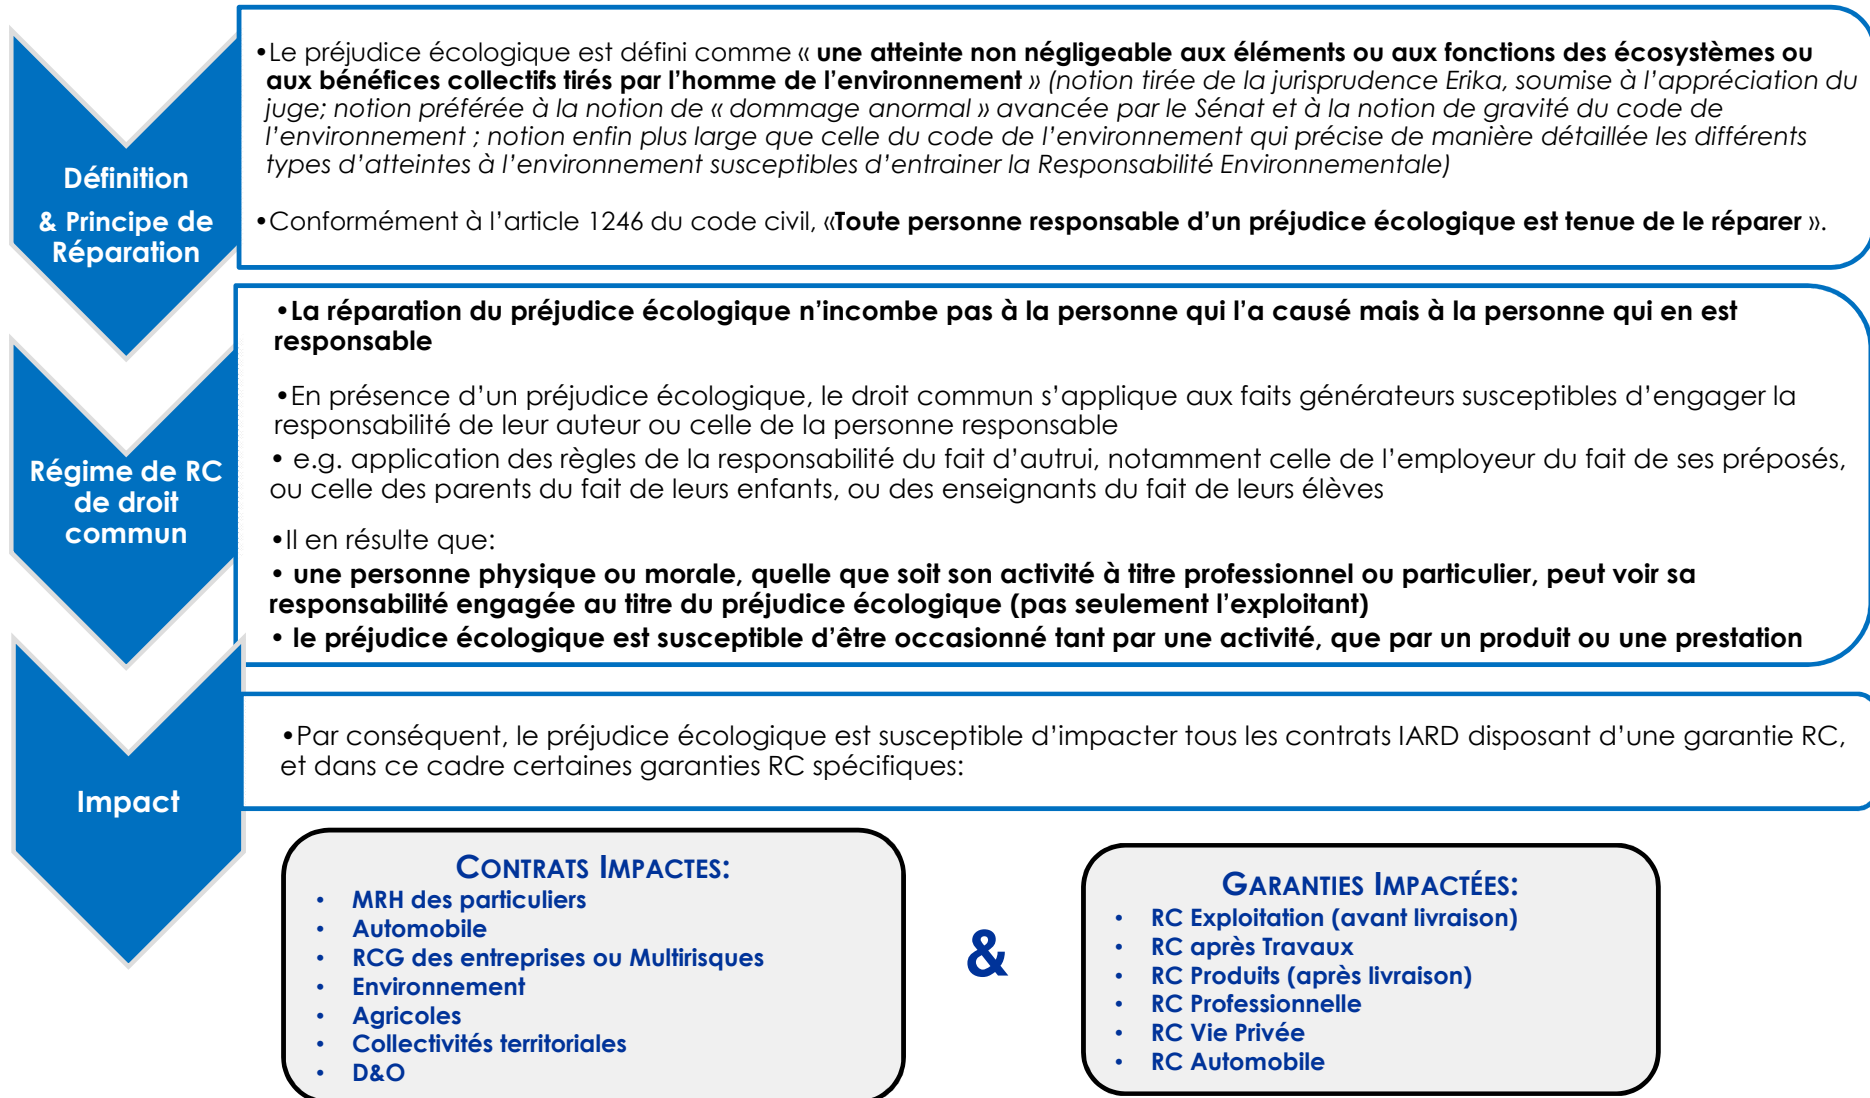 Définition
& Principe de
Réparation
•Le préjudice écologique est défini comme « une atteinte non négligeable aux éléments ou aux fonctions des écosystèmes ou
aux bénéfices collectifs tirés par l’homme de l’environnement » (notion tirée de la jurisprudence Erika, soumise à l’appréciation du
juge; notion préférée à la notion de « dommage anormal » avancée par le Sénat et à la notion de gravité du code de
l’environnement ; notion enfin plus large que celle du code de l’environnement qui précise de manière détaillée les différents
types d’atteintes à l’environnement susceptibles d’entrainer la Responsabilité Environnementale)
•Conformément à l’article 1246 du code civil, «Toute personne responsable d’un préjudice écologique est tenue de le réparer ».
Régime de RC
de droit
commun
•La réparation du préjudice écologique n’incombe pas à la personne qui l’a causé mais à la personne qui en est
responsable
•En présence d’un préjudice écologique, le droit commun s’applique aux faits générateurs susceptibles d’engager la
responsabilité de leur auteur ou celle de la personne responsable
• e.g. application des règles de la responsabilité du fait d’autrui, notamment celle de l’employeur du fait de ses préposés,
ou celle des parents du fait de leurs enfants, ou des enseignants du fait de leurs élèves
•Il en résulte que:
• une personne physique ou morale, quelle que soit son activité à titre professionnel ou particulier, peut voir sa
responsabilité engagée au titre du préjudice écologique (pas seulement l’exploitant)
• le préjudice écologique est susceptible d’être occasionné tant par une activité, que par un produit ou une prestation
Impact
•Par conséquent, le préjudice écologique est susceptible d’impacter tous les contrats IARD disposant d’une garantie RC,
et dans ce cadre certaines garanties RC spécifiques:
CONTRATS IMPACTES:
• MRH des particuliers
• Automobile
• RCG des entreprises ou Multirisques
• Environnement
• Agricoles
• Collectivités territoriales
• D&O
&
GARANTIES IMPACTÉES:
• RC Exploitation (avant livraison)
• RC après Travaux
• RC Produits (après livraison)
• RC Professionnelle
• RC Vie Privée
• RC Automobile